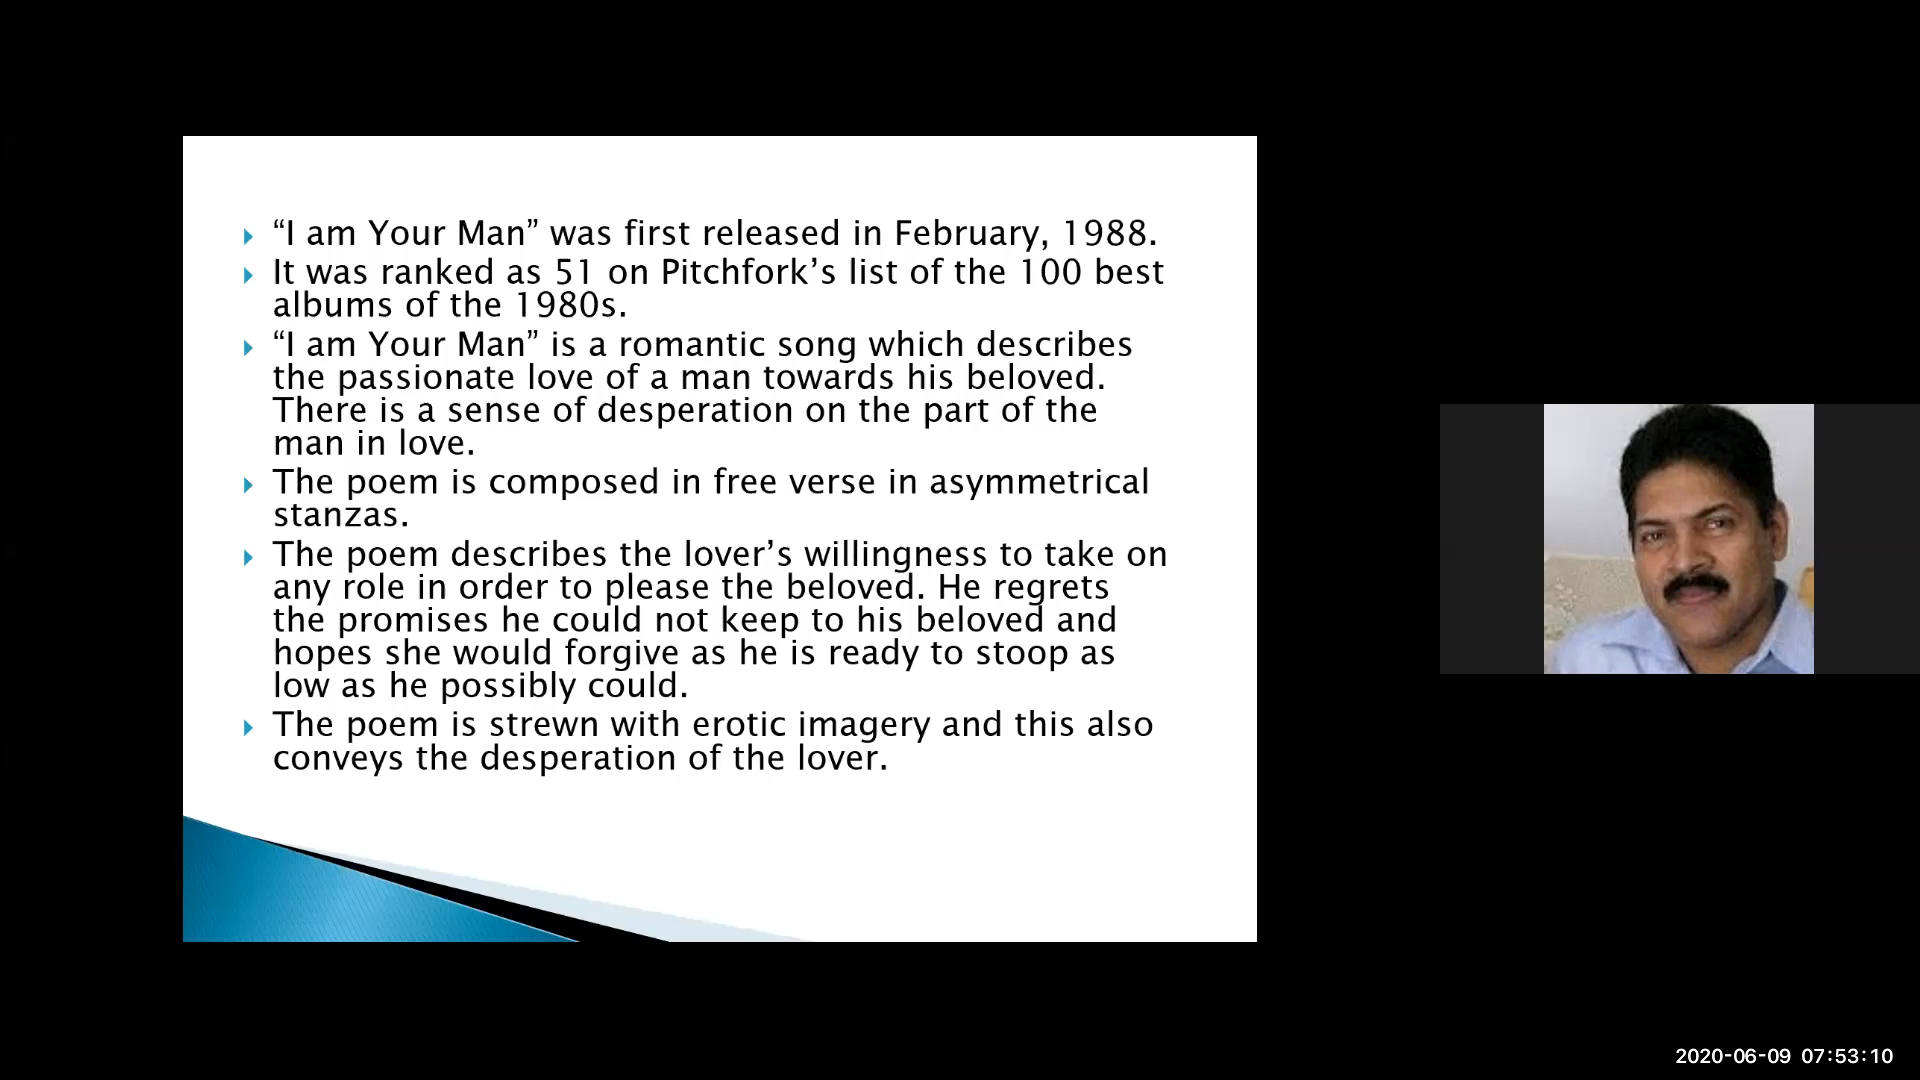 “I am Your Man” was first released in February, 1988.
It was ranked as 51 on Pitchfork’s list of the 100 best
albums of the 1980s.
“I am Your Man” is a romantic song which describes
the passionate love of a man towards his beloved.
There is a sense of desperation on the part of the
man in love.
The poem is composed in free verse in asymmetrical
stanzas.
The poem describes the lover’s willingness to take on
any role in order to please the beloved. He regrets
the promises he could not keep to his beloved and
hopes she would forgive as he is ready to stoop as
low as he possibly could.
The poem is strewn with erotic imagery and this also
conveys the desperation of the lover.
2020-06-09 07:53:10